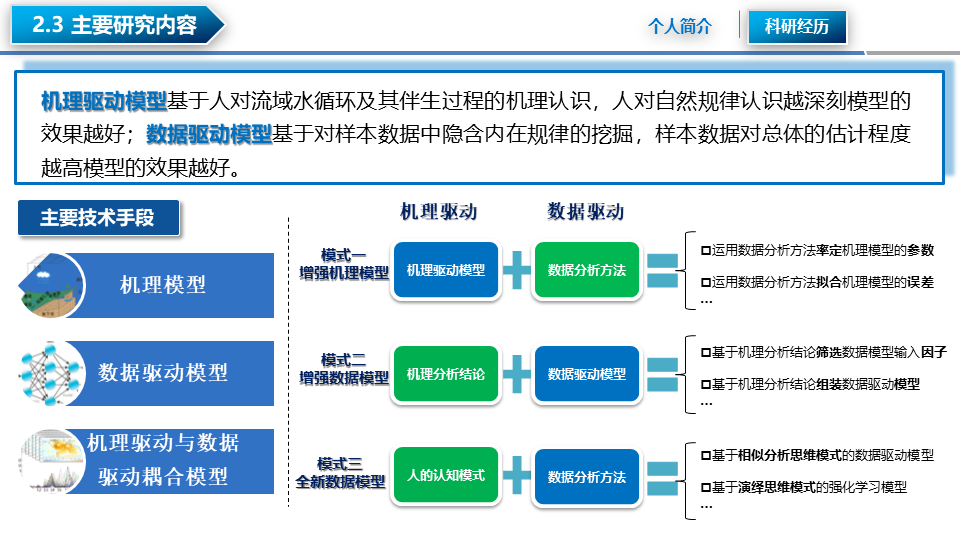 2.3 主要研究内容
个人简介
科研经历
机理驱动模型基于人对流域水循环及其伴生过程的机理认识，人对自然规律认识越深刻模型的
效果越好；数据驱动模型基于对样本数据中隐含内在规律的挖掘，样本数据对总体的估计程度
越高模型的效果越好。
主要技术手段
机理模型
数据驱动模型
机理驱动与数据
驱动耦合模型
机理驱动
数据驱动
模式一
增强机理模型
机理驱动模型
数据分析方法
运用数据分析方法率定机理模型的参数
运用数据分析方法拟合机理模型的误差
...
模式二
增强数据模型
机理分析结论
数据驱动模型
基于机理分析结论筛选数据模型输入因子
基于机理分析结论组装数据驱动模型
...
模式三
全新数据模型
人的认知模式
数据分析方法
基于相似分析思维模式的数据驱动模型
基于演绎思维模式的强化学习模型
...